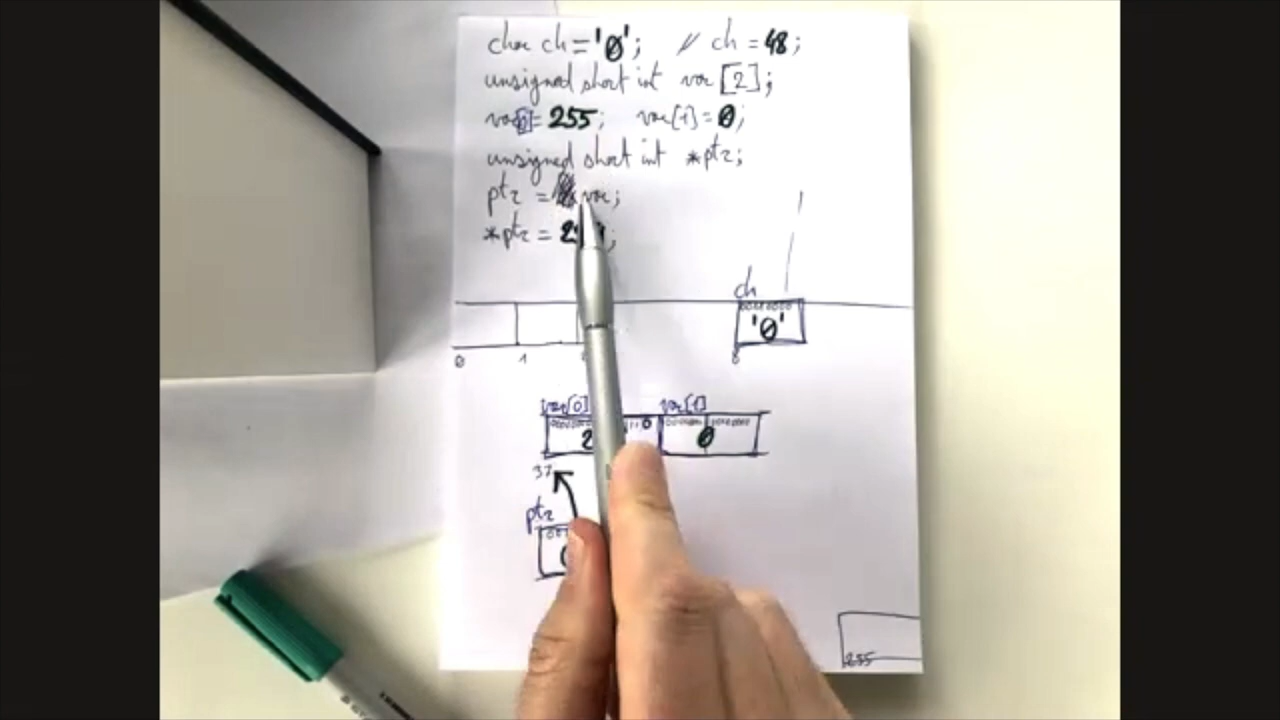 char ch = '0'; // ch = 48;
unsigned short int var[2];
var[0] = 255; var[1] = 0;
unsigned short int *ptr;
ptr = var;
*ptr =
ch
'0'
0 1 8
var[0] var[1]
0
37
ptr
255